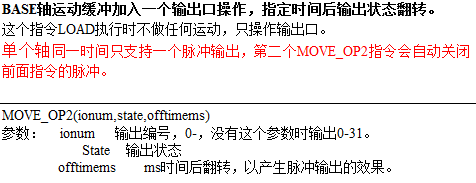 BASE轴运动缓冲加入一个输出口操作，指定时间后输出状态翻转。
这个指令LOAD执行时不做任何运动，只操作输出口。
单个轴同一时间只支持一个脉冲输出，第二个MOVE_OP2指令会自动关闭
前面指令的脉冲。
MOVE_OP2(ionum,state,offtimems)
参数： ionum 输出编号，0-，没有这个参数时输出0-31。
State 输出状态
offtimems ms时间后翻转，以产生脉冲输出的效果。